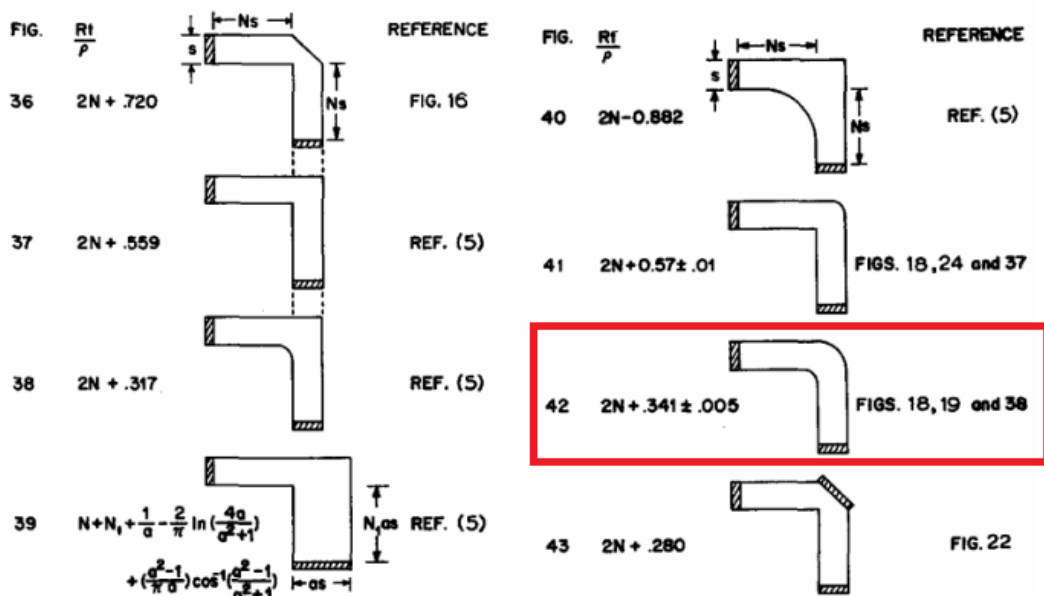 FIG. Rt/ρ REFERENCE
Ns
s
36 2N + .720 FIG. 16
Ns
37 2N + .559 REF. (5)
38 2N + .317 REF. (5)
39 N + N₁ + 1/a − 2/π ln(4a/a²+1) REF. (5)
+ (a²−1/πa) cos⁻¹(a²−1/a²+1)
N₁as
as
FIG. Rt/ρ REFERENCE
Ns
s
40 2N−0.882 REF. (5)
Ns
41 2N+0.57± .01 FIGS. 18,24 and 37
42 2N+.341 ± .005 FIGS. 18,19 and 38
43 2N + .280 FIG. 22